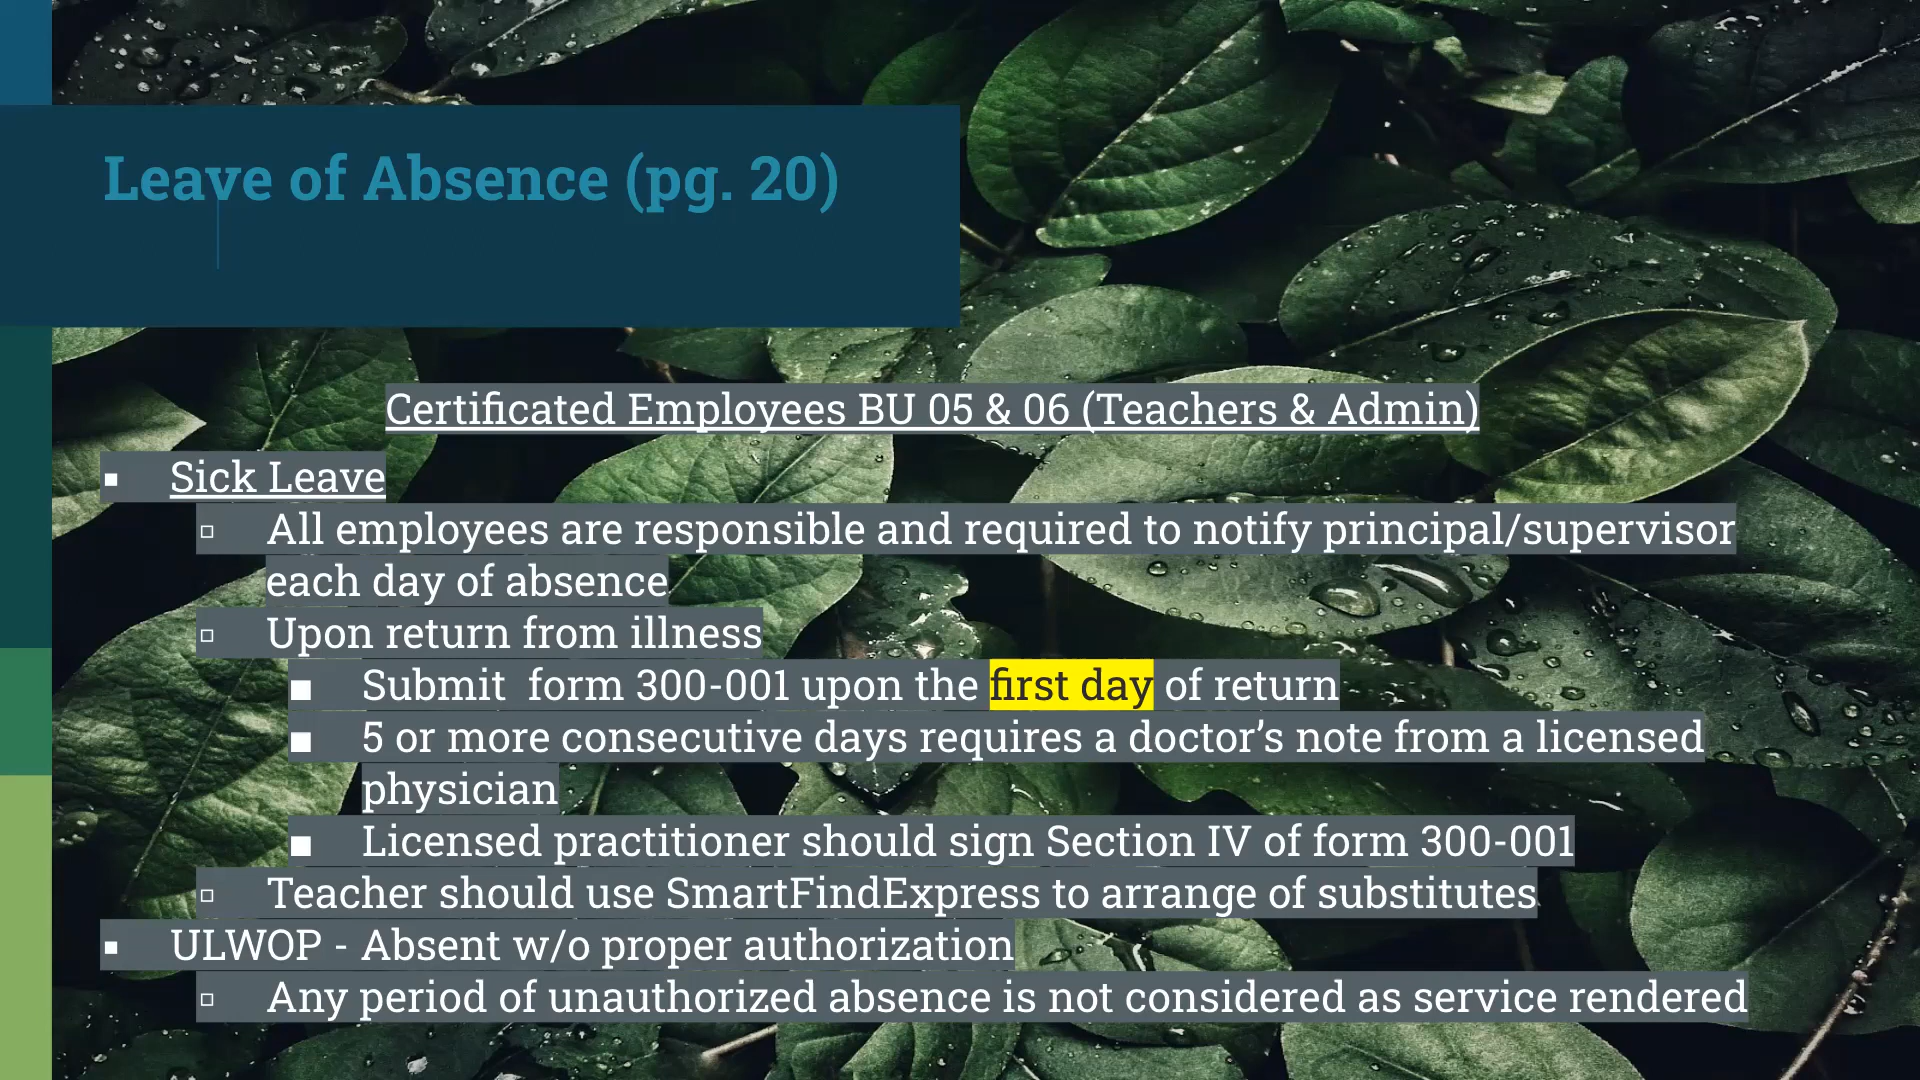 Leave of Absence (pg. 20)
Certificated Employees BU 05 & 06 (Teachers & Admin)
▪ Sick Leave
▫ All employees are responsible and required to notify principal/supervisor
each day of absence
▫ Upon return from illness
■ Submit  form 300-001 upon the first day of return
■ 5 or more consecutive days requires a doctor’s note from a licensed
physician
■ Licensed practitioner should sign Section IV of form 300-001
▫ Teacher should use SmartFindExpress to arrange of substitutes
▪ ULWOP - Absent w/o proper authorization
▫ Any period of unauthorized absence is not considered as service rendered